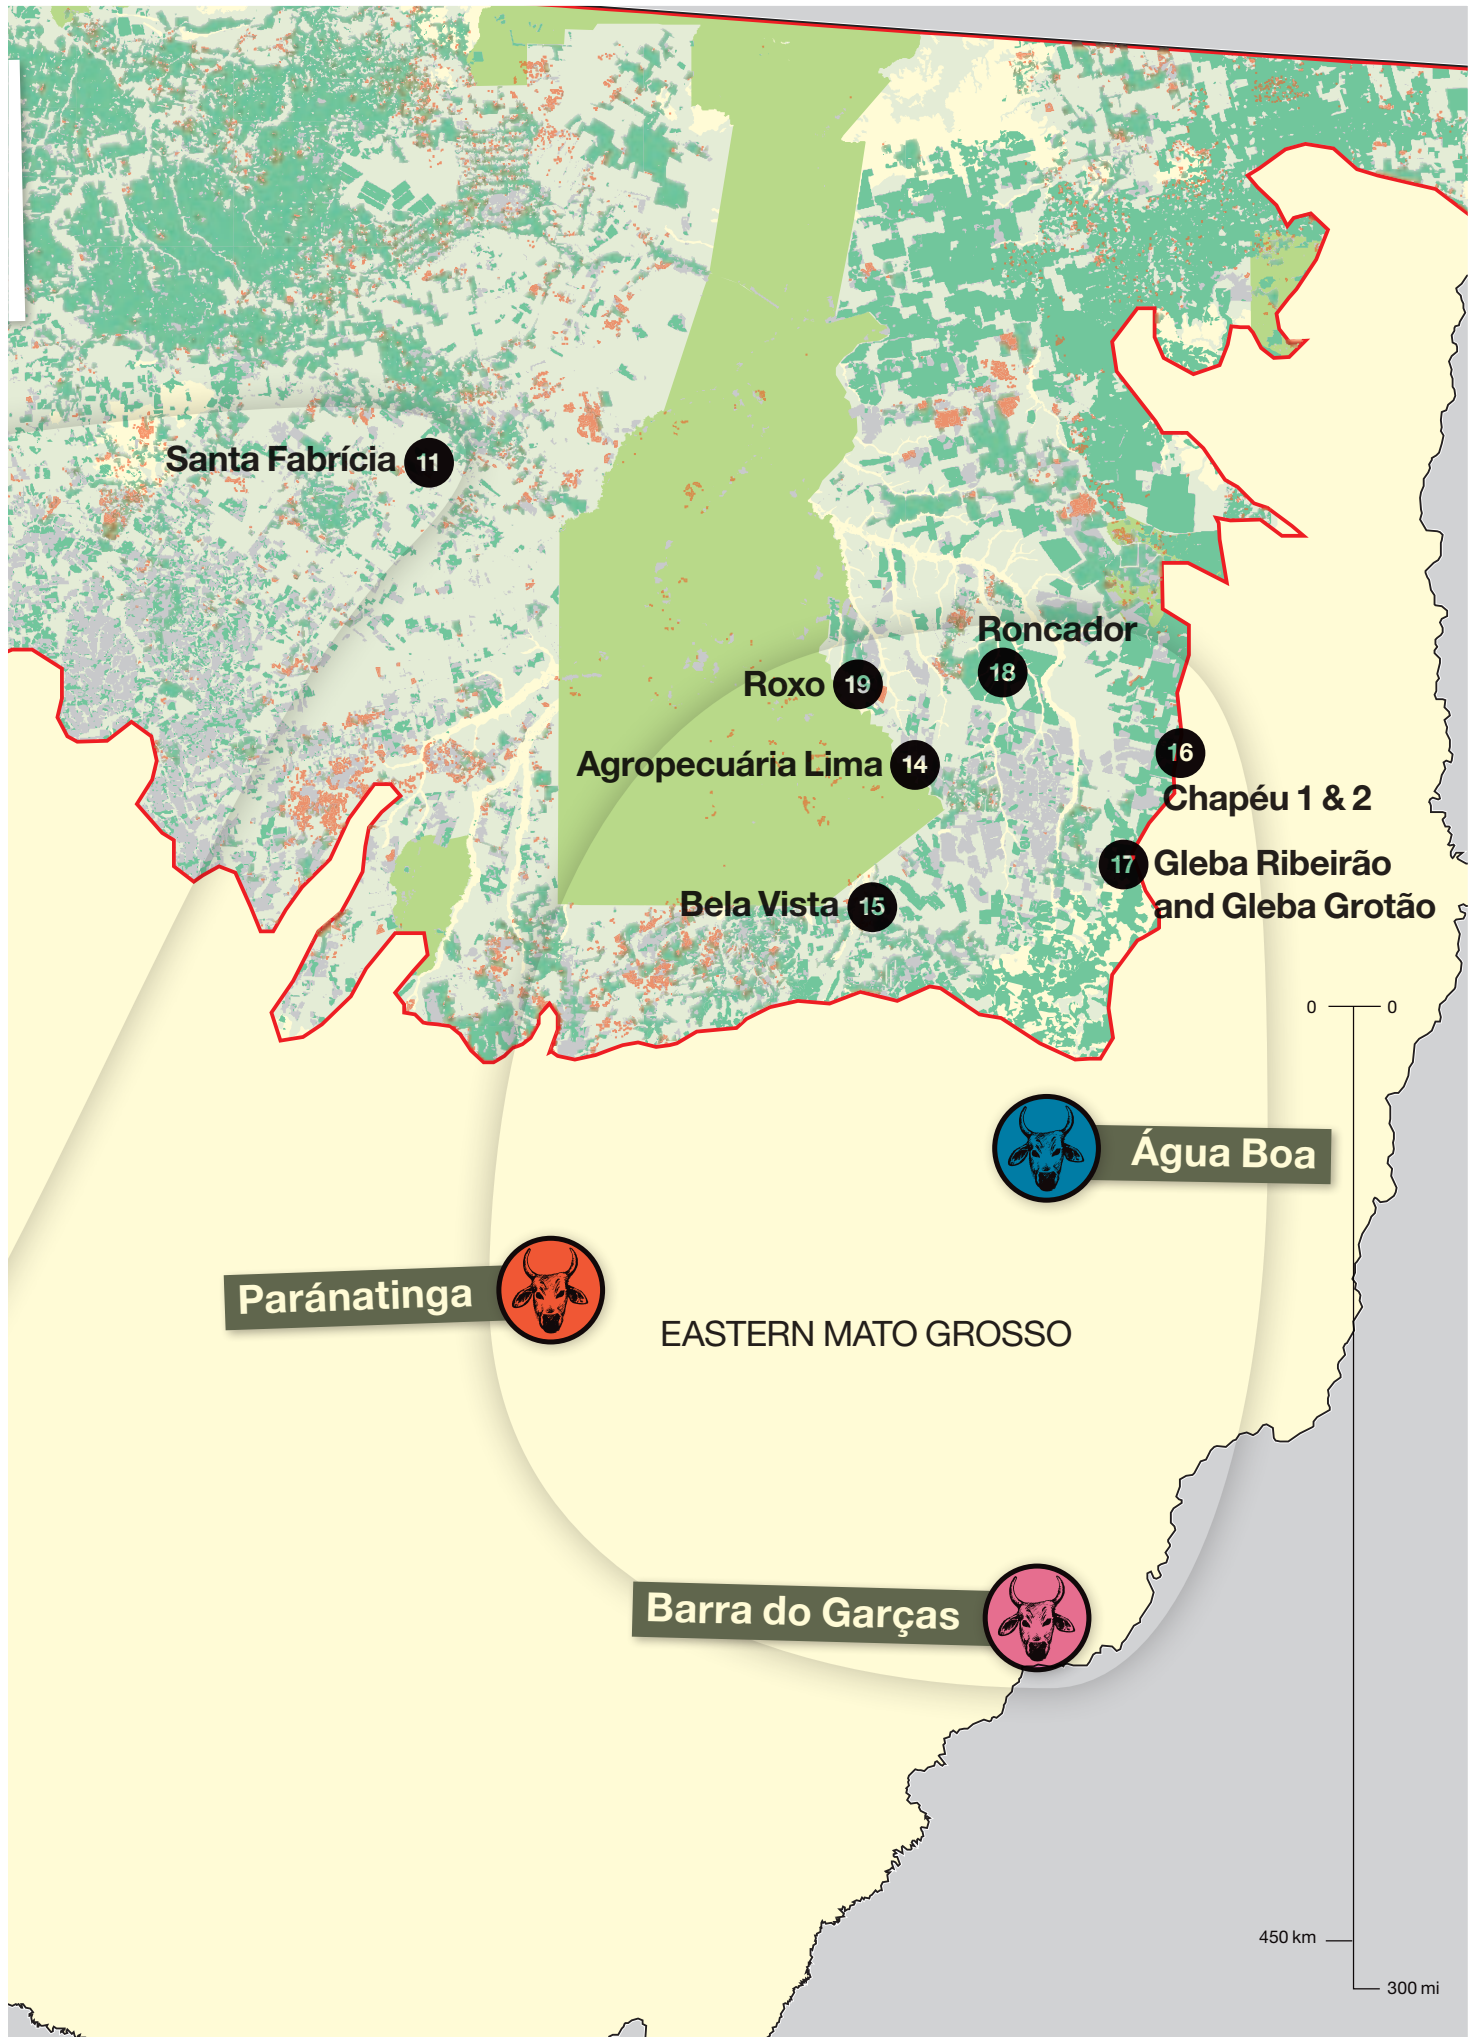 Santa Fabrícia 11
Roncador
18
Roxo 19
16
Agropecuária Lima 14
Chapéu 1 & 2
17 Gleba Ribeirão
and Gleba Grotão
Bela Vista 15
0 0
Água Boa
Paránatinga
EASTERN MATO GROSSO
Barra do Garças
450 km
300 mi